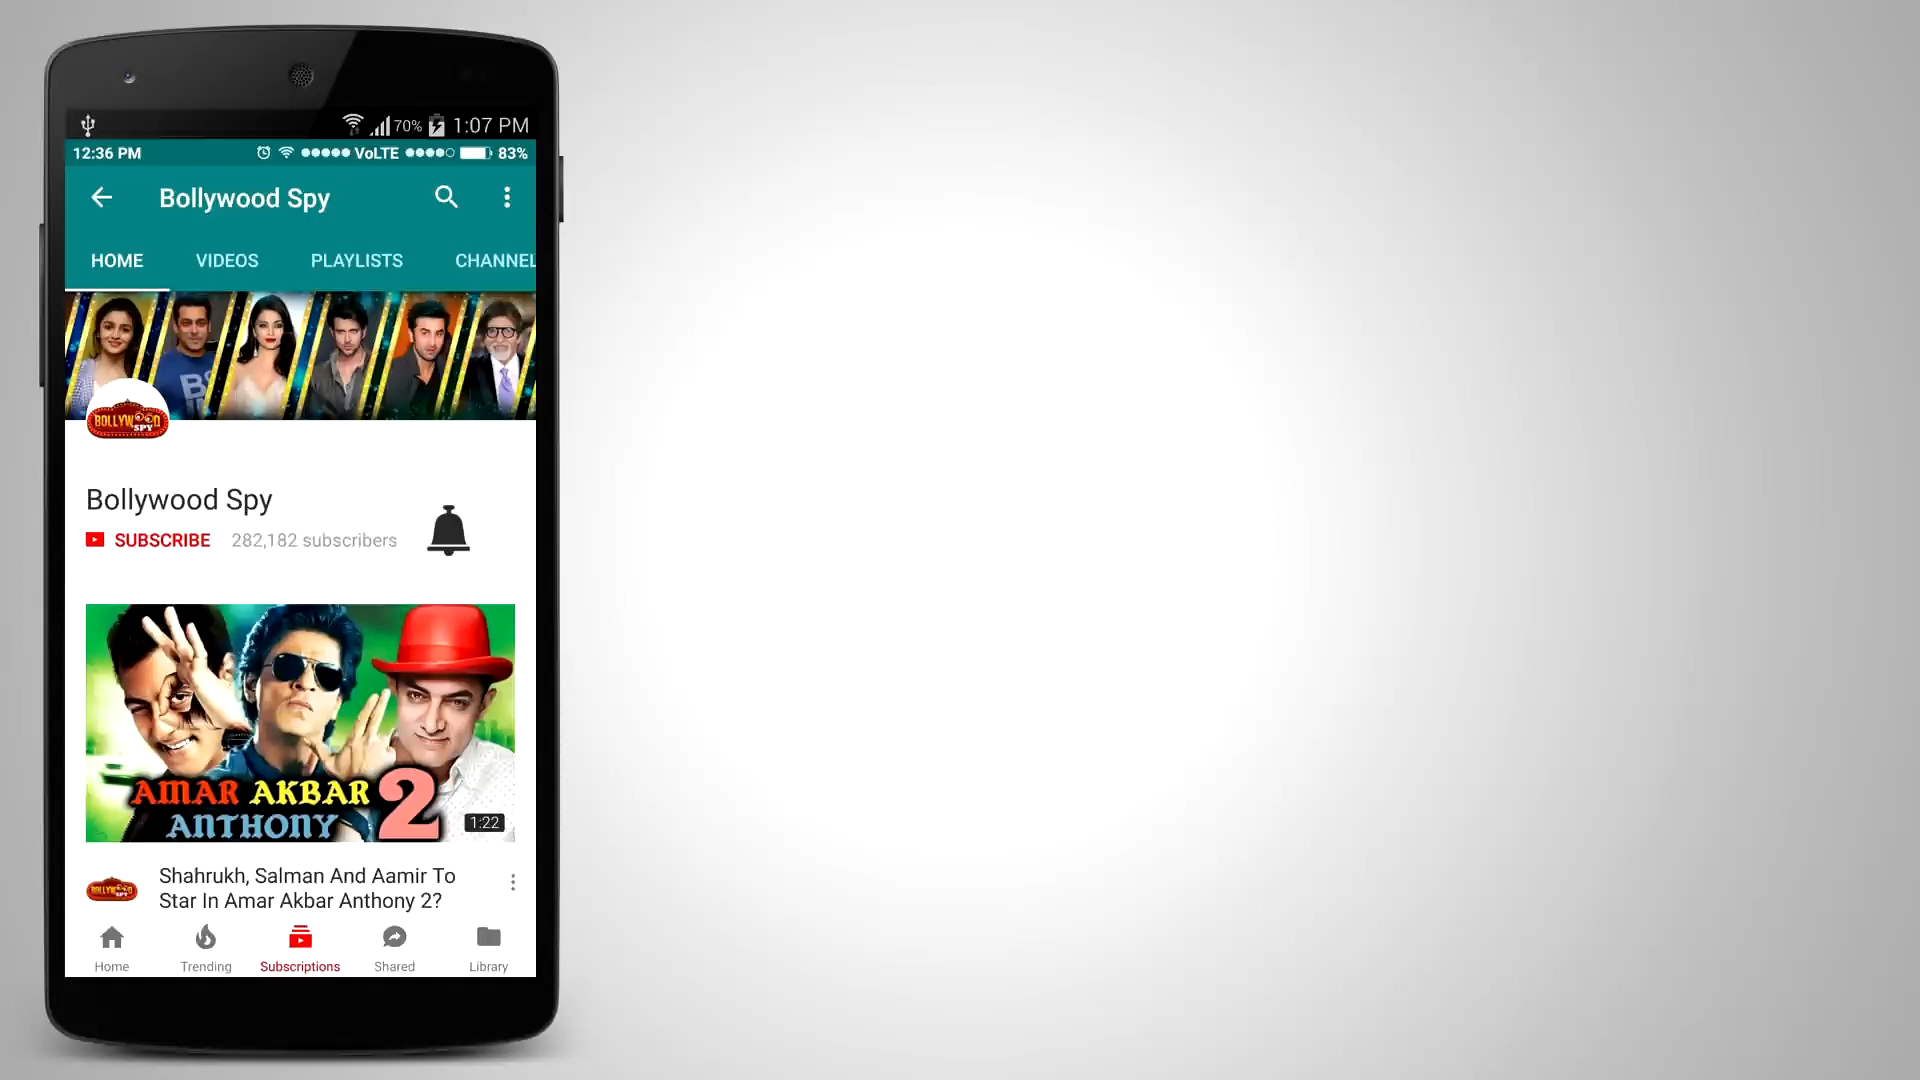 70% 1:07 PM
12:36 PM VoLTE 83%
Bollywood Spy
HOME VIDEOS PLAYLISTS CHANNEL
BOLLYWOOD
SPY
Bollywood Spy
SUBSCRIBE 282,182 subscribers
AMAR AKBAR
ANTHONY 2
1:22
BOLLYWOOD
SPY
Shahrukh, Salman And Aamir To
Star In Amar Akbar Anthony 2?
Home Trending Subscriptions Shared Library